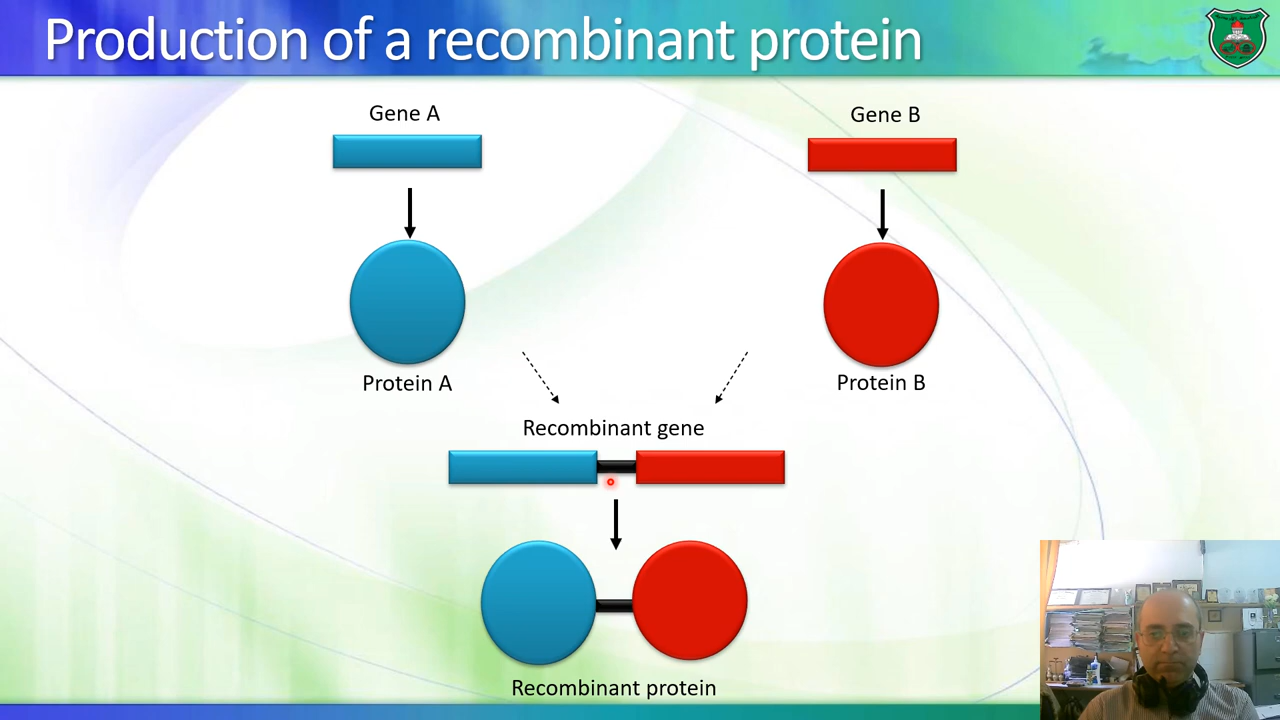 Production of a recombinant protein
Gene A
Gene B
Protein A
Protein B
Recombinant gene
Recombinant protein